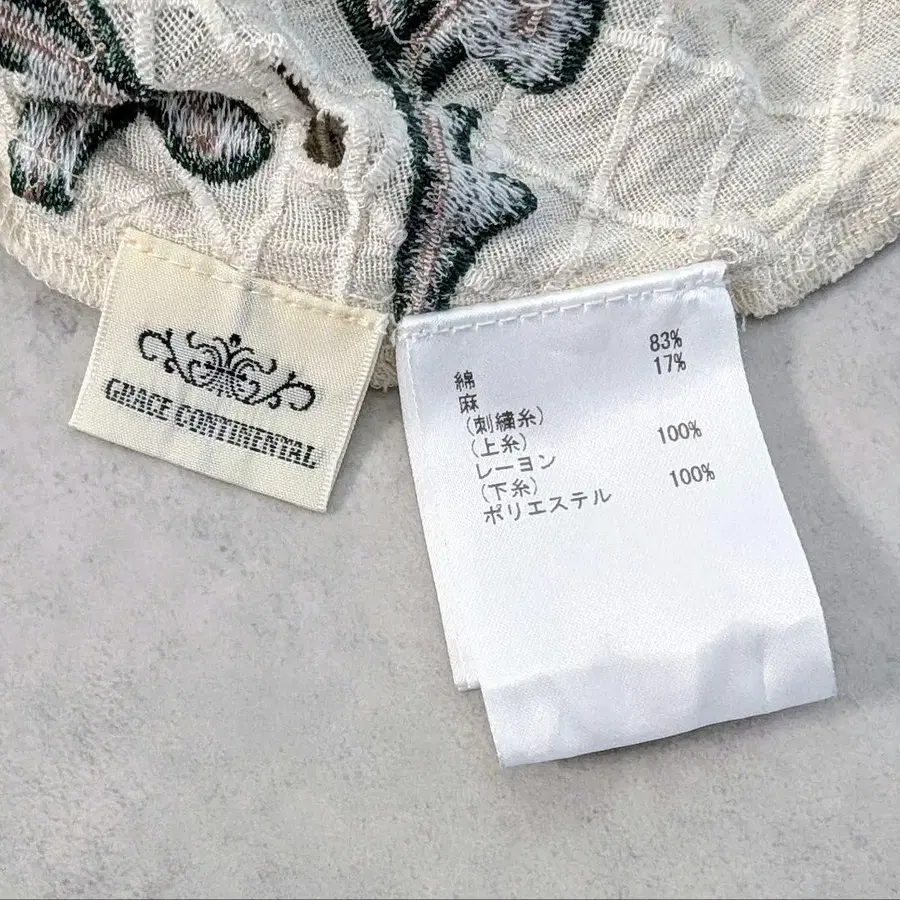 GRACE CONTINENTAL
83%
綿 17%
麻
(刺繍糸)
(上糸)
レーヨン 100%
(下糸)
ポリエステル 100%